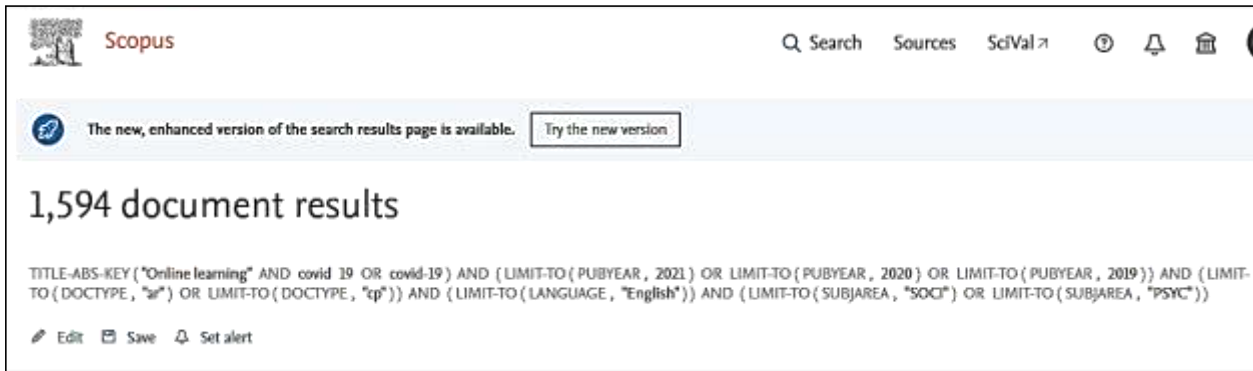 Scopus
Search Sources SciVal
The new, enhanced version of the search results page is available. Try the new version
1,594 document results
TITLE-ABS-KEY ( "Online learning" AND covid 19 OR covid-19 ) AND ( LIMIT-TO ( PUBYEAR , 2021 ) OR LIMIT-TO ( PUBYEAR , 2020 ) OR LIMIT-TO ( PUBYEAR , 2019 ) ) AND ( LIMIT-
TO ( DOCTYPE , "ar" ) OR LIMIT-TO ( DOCTYPE , "cp" ) ) AND ( LIMIT-TO ( LANGUAGE , "English" ) ) AND ( LIMIT-TO ( SUBJAREA , "SOCI" ) OR LIMIT-TO ( SUBJAREA , "PSYC" ) )
Edit Save Set alert